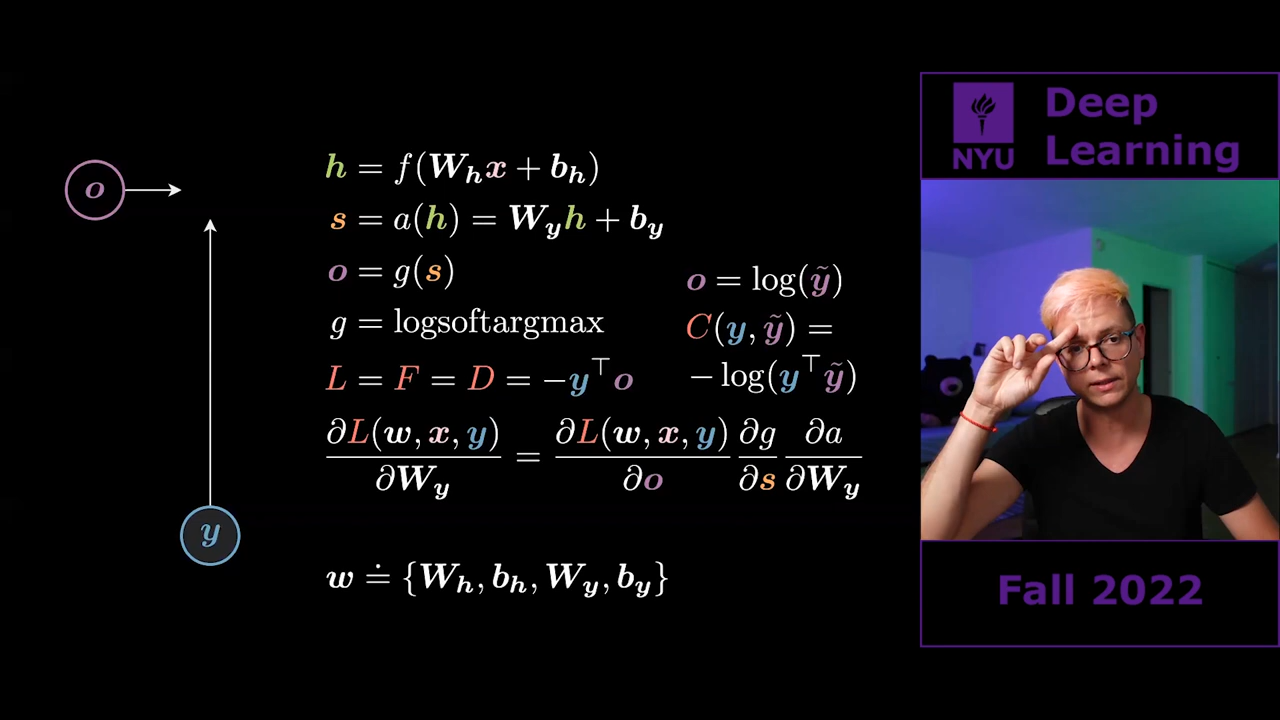 o
y
h = f(W_h x + b_h)
s = a(h) = W_y h + b_y
o = g(s)
g = logsoftargmax
L = F = D = −y^⊤ o
o = log(ỹ)
C(y, ỹ) =
− log(y^⊤ ỹ)
∂L(w, x, y)/∂W_y = ∂L(w, x, y)/∂o ∂g/∂s ∂a/∂W_y
w ≐ {W_h, b_h, W_y, b_y}
NYU
Deep
Learning
Fall 2022